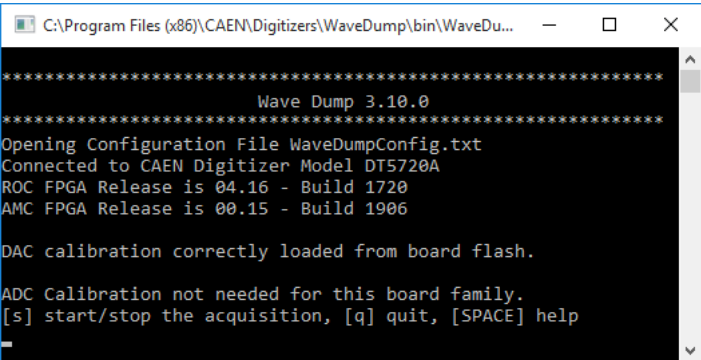 C:\Program Files (x86)\CAEN\Digitizers\WaveDump\bin\WaveDu...
**************************************************************
Wave Dump 3.10.0
**************************************************************
Opening Configuration File WaveDumpConfig.txt
Connected to CAEN Digitizer Model DT5720A
ROC FPGA Release is 04.16 - Build 1720
AMC FPGA Release is 00.15 - Build 1906
DAC calibration correctly loaded from board flash.
ADC Calibration not needed for this board family.
[s] start/stop the acquisition, [q] quit, [SPACE] help